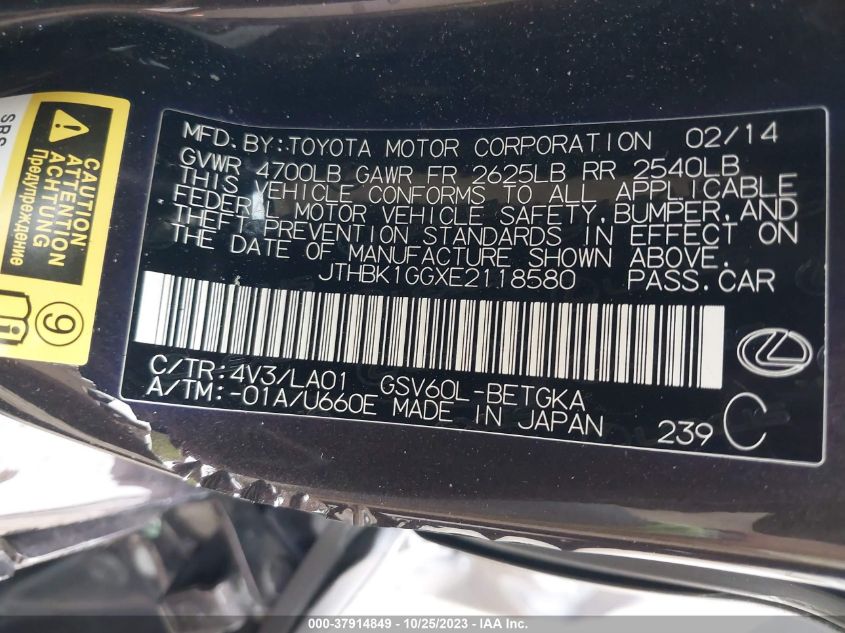 MFD. BY: TOYOTA MOTOR CORPORATION 02/14
GVWR 4700LB GAWR FR 2625LB RR 2540LB
THIS VEHICLE CONFORMS TO ALL APPLICABLE
FEDERAL MOTOR VEHICLE SAFETY, BUMPER, AND
THEFT PREVENTION STANDARDS IN EFFECT ON
THE DATE OF MANUFACTURE SHOWN ABOVE.
JTHBK1GGXE2118580 PASS.CAR
C/TR:4V3/LA01 GSV60L-BETGKA
A/TM:-01A/U660E MADE IN JAPAN 239 C
SRS
CAUTION
ATTENTION
ACHTUNG
Предупреждение
9
000-37914849 - 10/25/2023 - IAA Inc.